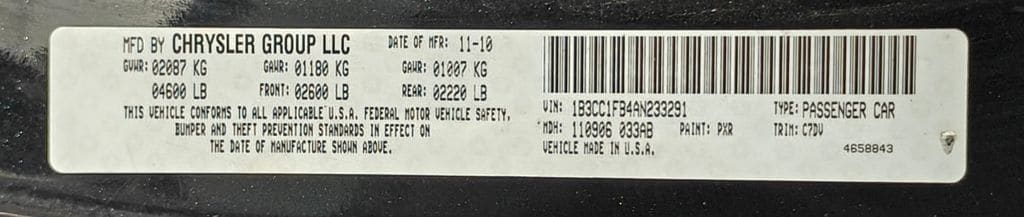 MFD BY CHRYSLER GROUP LLC DATE OF MFR: 11-10
GVWR: 02087 KG GAWR: 01180 KG GAWR: 01007 KG
04600 LB FRONT: 02600 LB REAR: 02220 LB
THIS VEHICLE CONFORMS TO ALL APPLICABLE U.S.A. FEDERAL MOTOR VEHICLE SAFETY,
BUMPER AND THEFT PREVENTION STANDARDS IN EFFECT ON
THE DATE OF MANUFACTURE SHOWN ABOVE.
VIN: 1B3CC1FB4AN233291 TYPE: PASSENGER CAR
MDH: 110906 033AB PAINT: PXR TRIM: C7DV
VEHICLE MADE IN U.S.A. 4658843